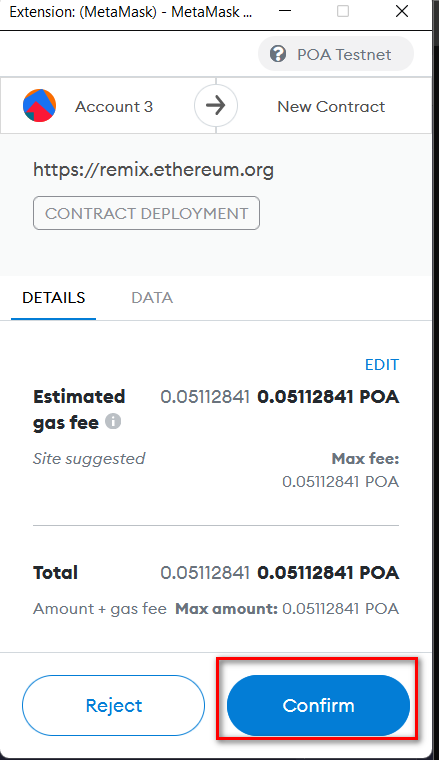 Extension: (MetaMask) - MetaMask ...
POA Testnet
Account 3
New Contract
https://remix.ethereum.org
CONTRACT DEPLOYMENT
DETAILS
DATA
EDIT
Estimated gas fee 0.05112841 0.05112841 POA
Site suggested
Max fee:
0.05112841 POA
Total 0.05112841 0.05112841 POA
Amount + gas fee Max amount: 0.05112841 POA
Reject
Confirm